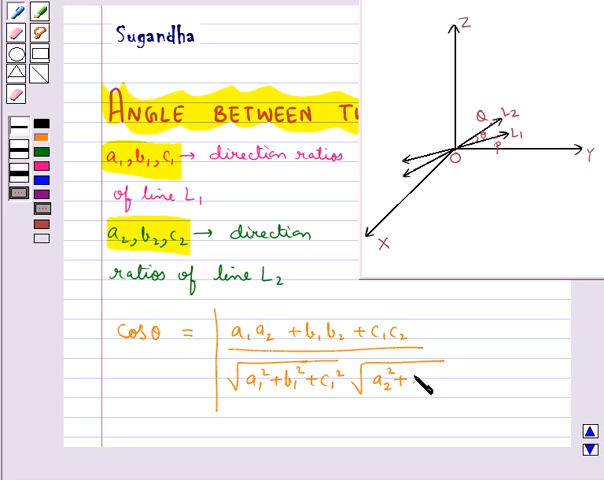 Sugandha
ANGLE BETWEEN
a₁, b₁, c₁ → direction ratios
of line L₁
a₂, b₂, c₂ → direction
ratios of line L₂
cosθ = | a₁a₂ + b₁b₂ + c₁c₂
√a₁² + b₁² + c₁² √a₂² +
Z
Q
L2
θ
L1
P
O
Y
X